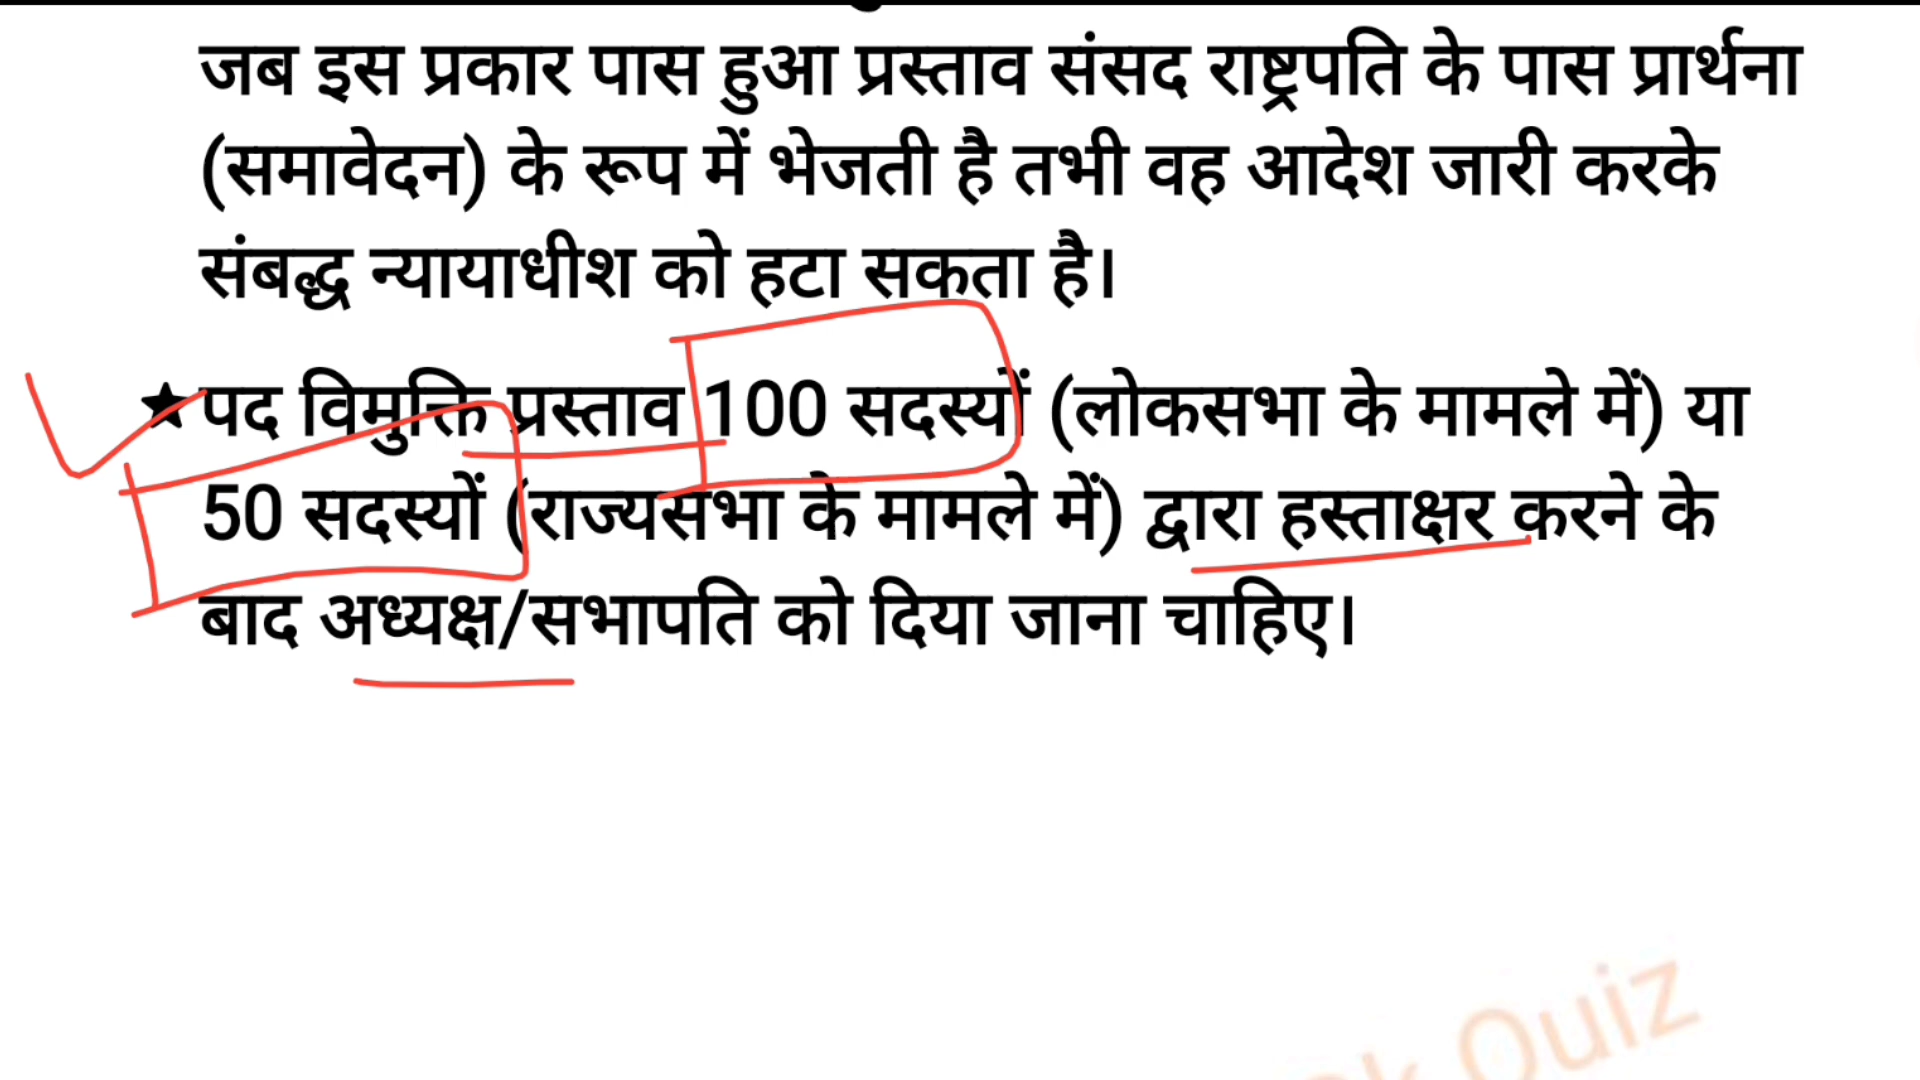 जब इस प्रकार पास हुआ प्रस्ताव संसद राष्ट्रपति के पास प्रार्थना
(समावेदन) के रूप में भेजती है तभी वह आदेश जारी करके
संबद्ध न्यायाधीश को हटा सकता है।
★पद विमुक्ति प्रस्ताव 100 सदस्यों (लोकसभा के मामले में) या
50 सदस्यों (राज्यसभा के मामले में) द्वारा हस्ताक्षर करने के
बाद अध्यक्ष/सभापति को दिया जाना चाहिए।
Quiz